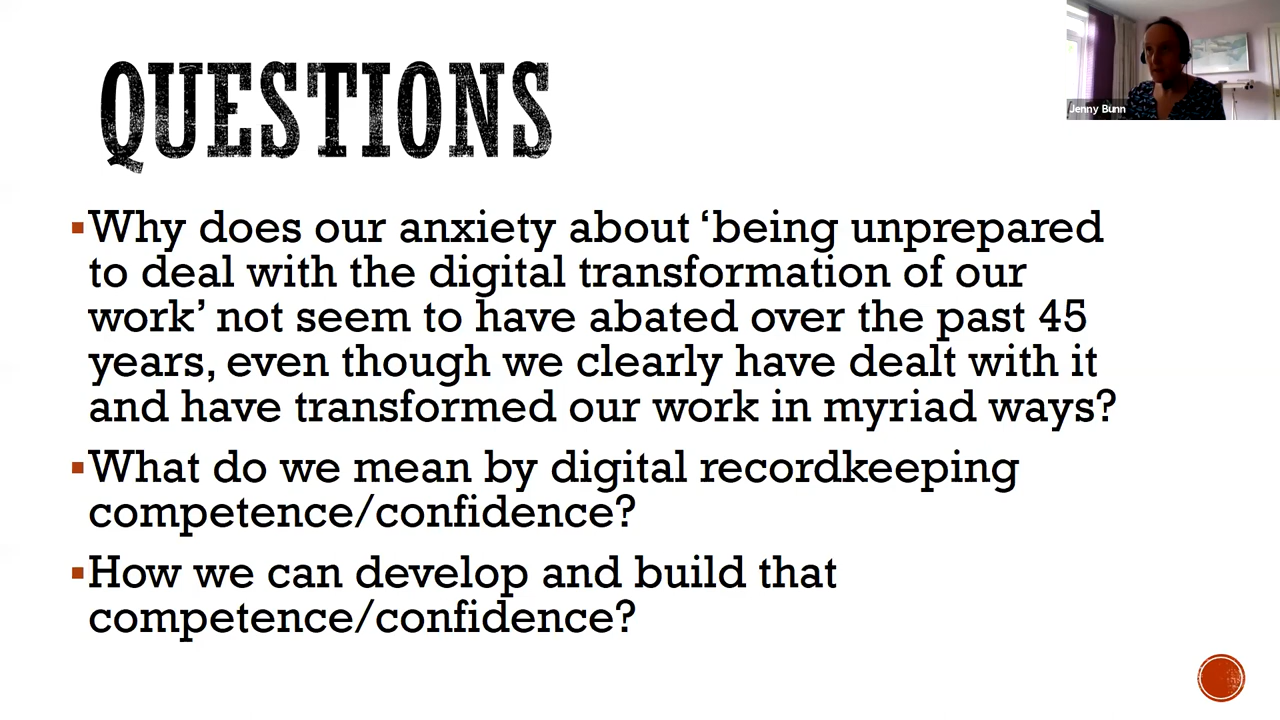 QUESTIONS
Jenny Bunn
▪Why does our anxiety about ‘being unprepared
to deal with the digital transformation of our
work’ not seem to have abated over the past 45
years, even though we clearly have dealt with it
and have transformed our work in myriad ways?
▪What do we mean by digital recordkeeping
competence/confidence?
▪How we can develop and build that
competence/confidence?